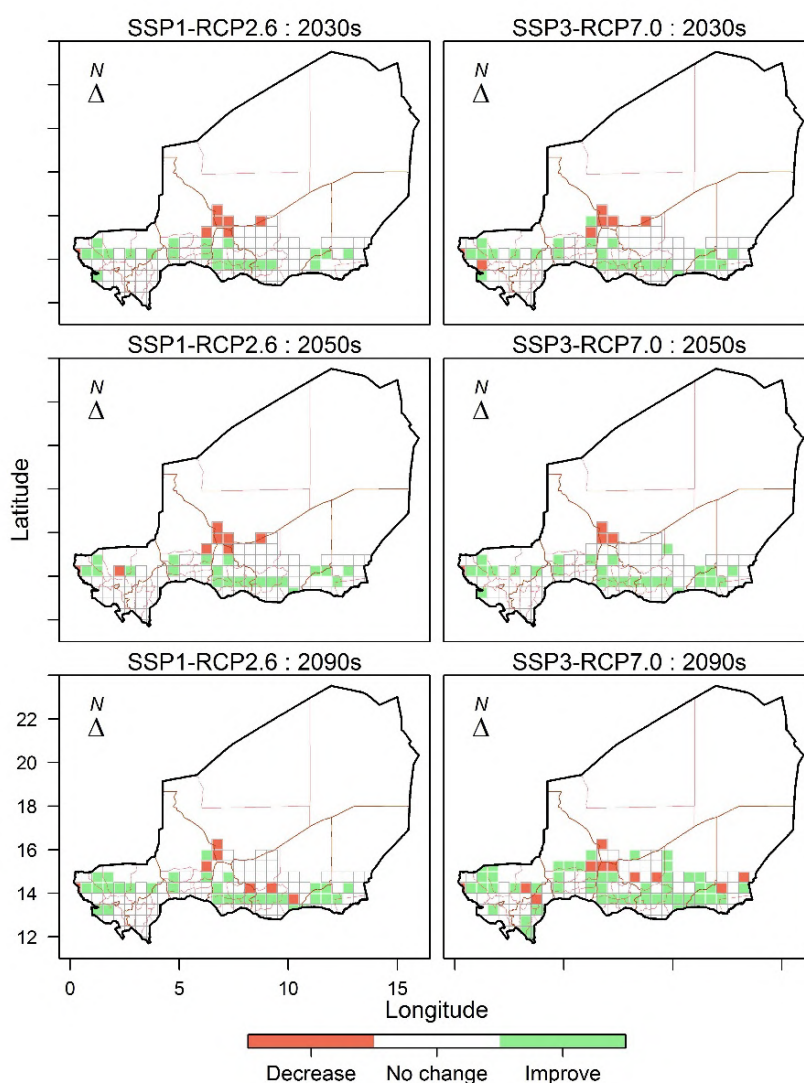 SSP1-RCP2.6 : 2030s
SSP3-RCP7.0 : 2030s
N
Δ
N
Δ
SSP1-RCP2.6 : 2050s
SSP3-RCP7.0 : 2050s
N
Δ
N
Δ
Latitude
SSP1-RCP2.6 : 2090s
SSP3-RCP7.0 : 2090s
N
Δ
N
Δ
22
20
18
16
14
12
0 5 10 15
Longitude
Decrease No change Improve